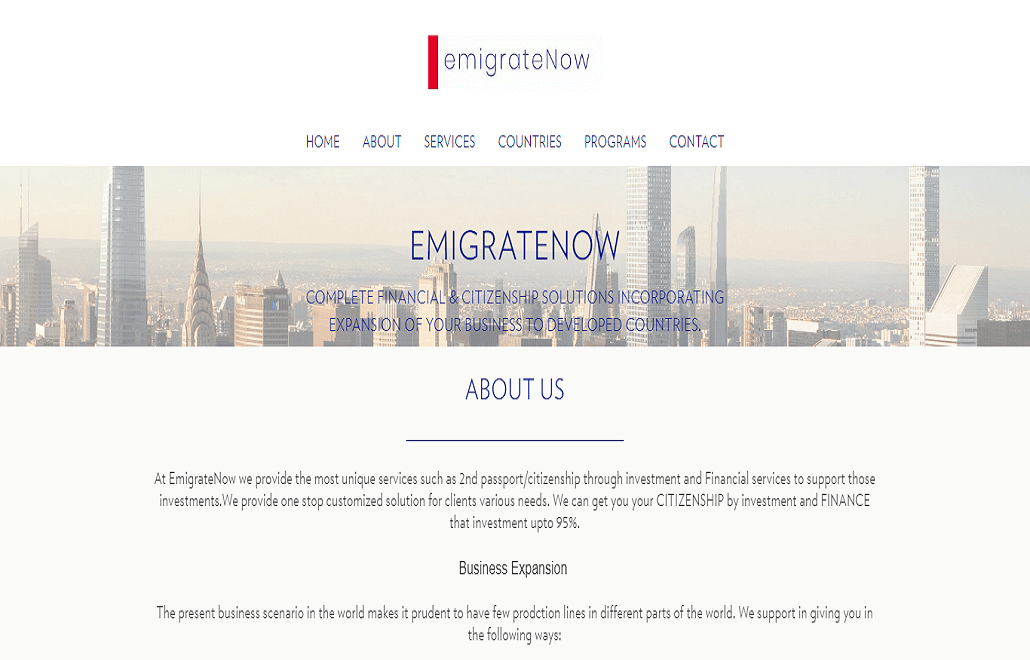 emigrateNow
HOME ABOUT SERVICES COUNTRIES PROGRAMS CONTACT
EMIGRATENOW
COMPLETE FINANCIAL & CITIZENSHIP SOLUTIONS INCORPORATING
EXPANSION OF YOUR BUSINESS TO DEVELOPED COUNTRIES.
ABOUT US
At EmigrateNow we provide the most unique services such as 2nd passport/citizenship through investment and Financial services to support those
investments.We provide one stop customized solution for clients various needs. We can get you your CITIZENSHIP by investment and FINANCE
that investment upto 95%.
Business Expansion
The present business scenario in the world makes it prudent to have few prodction lines in different parts of the world. We support in giving you in
the following ways: